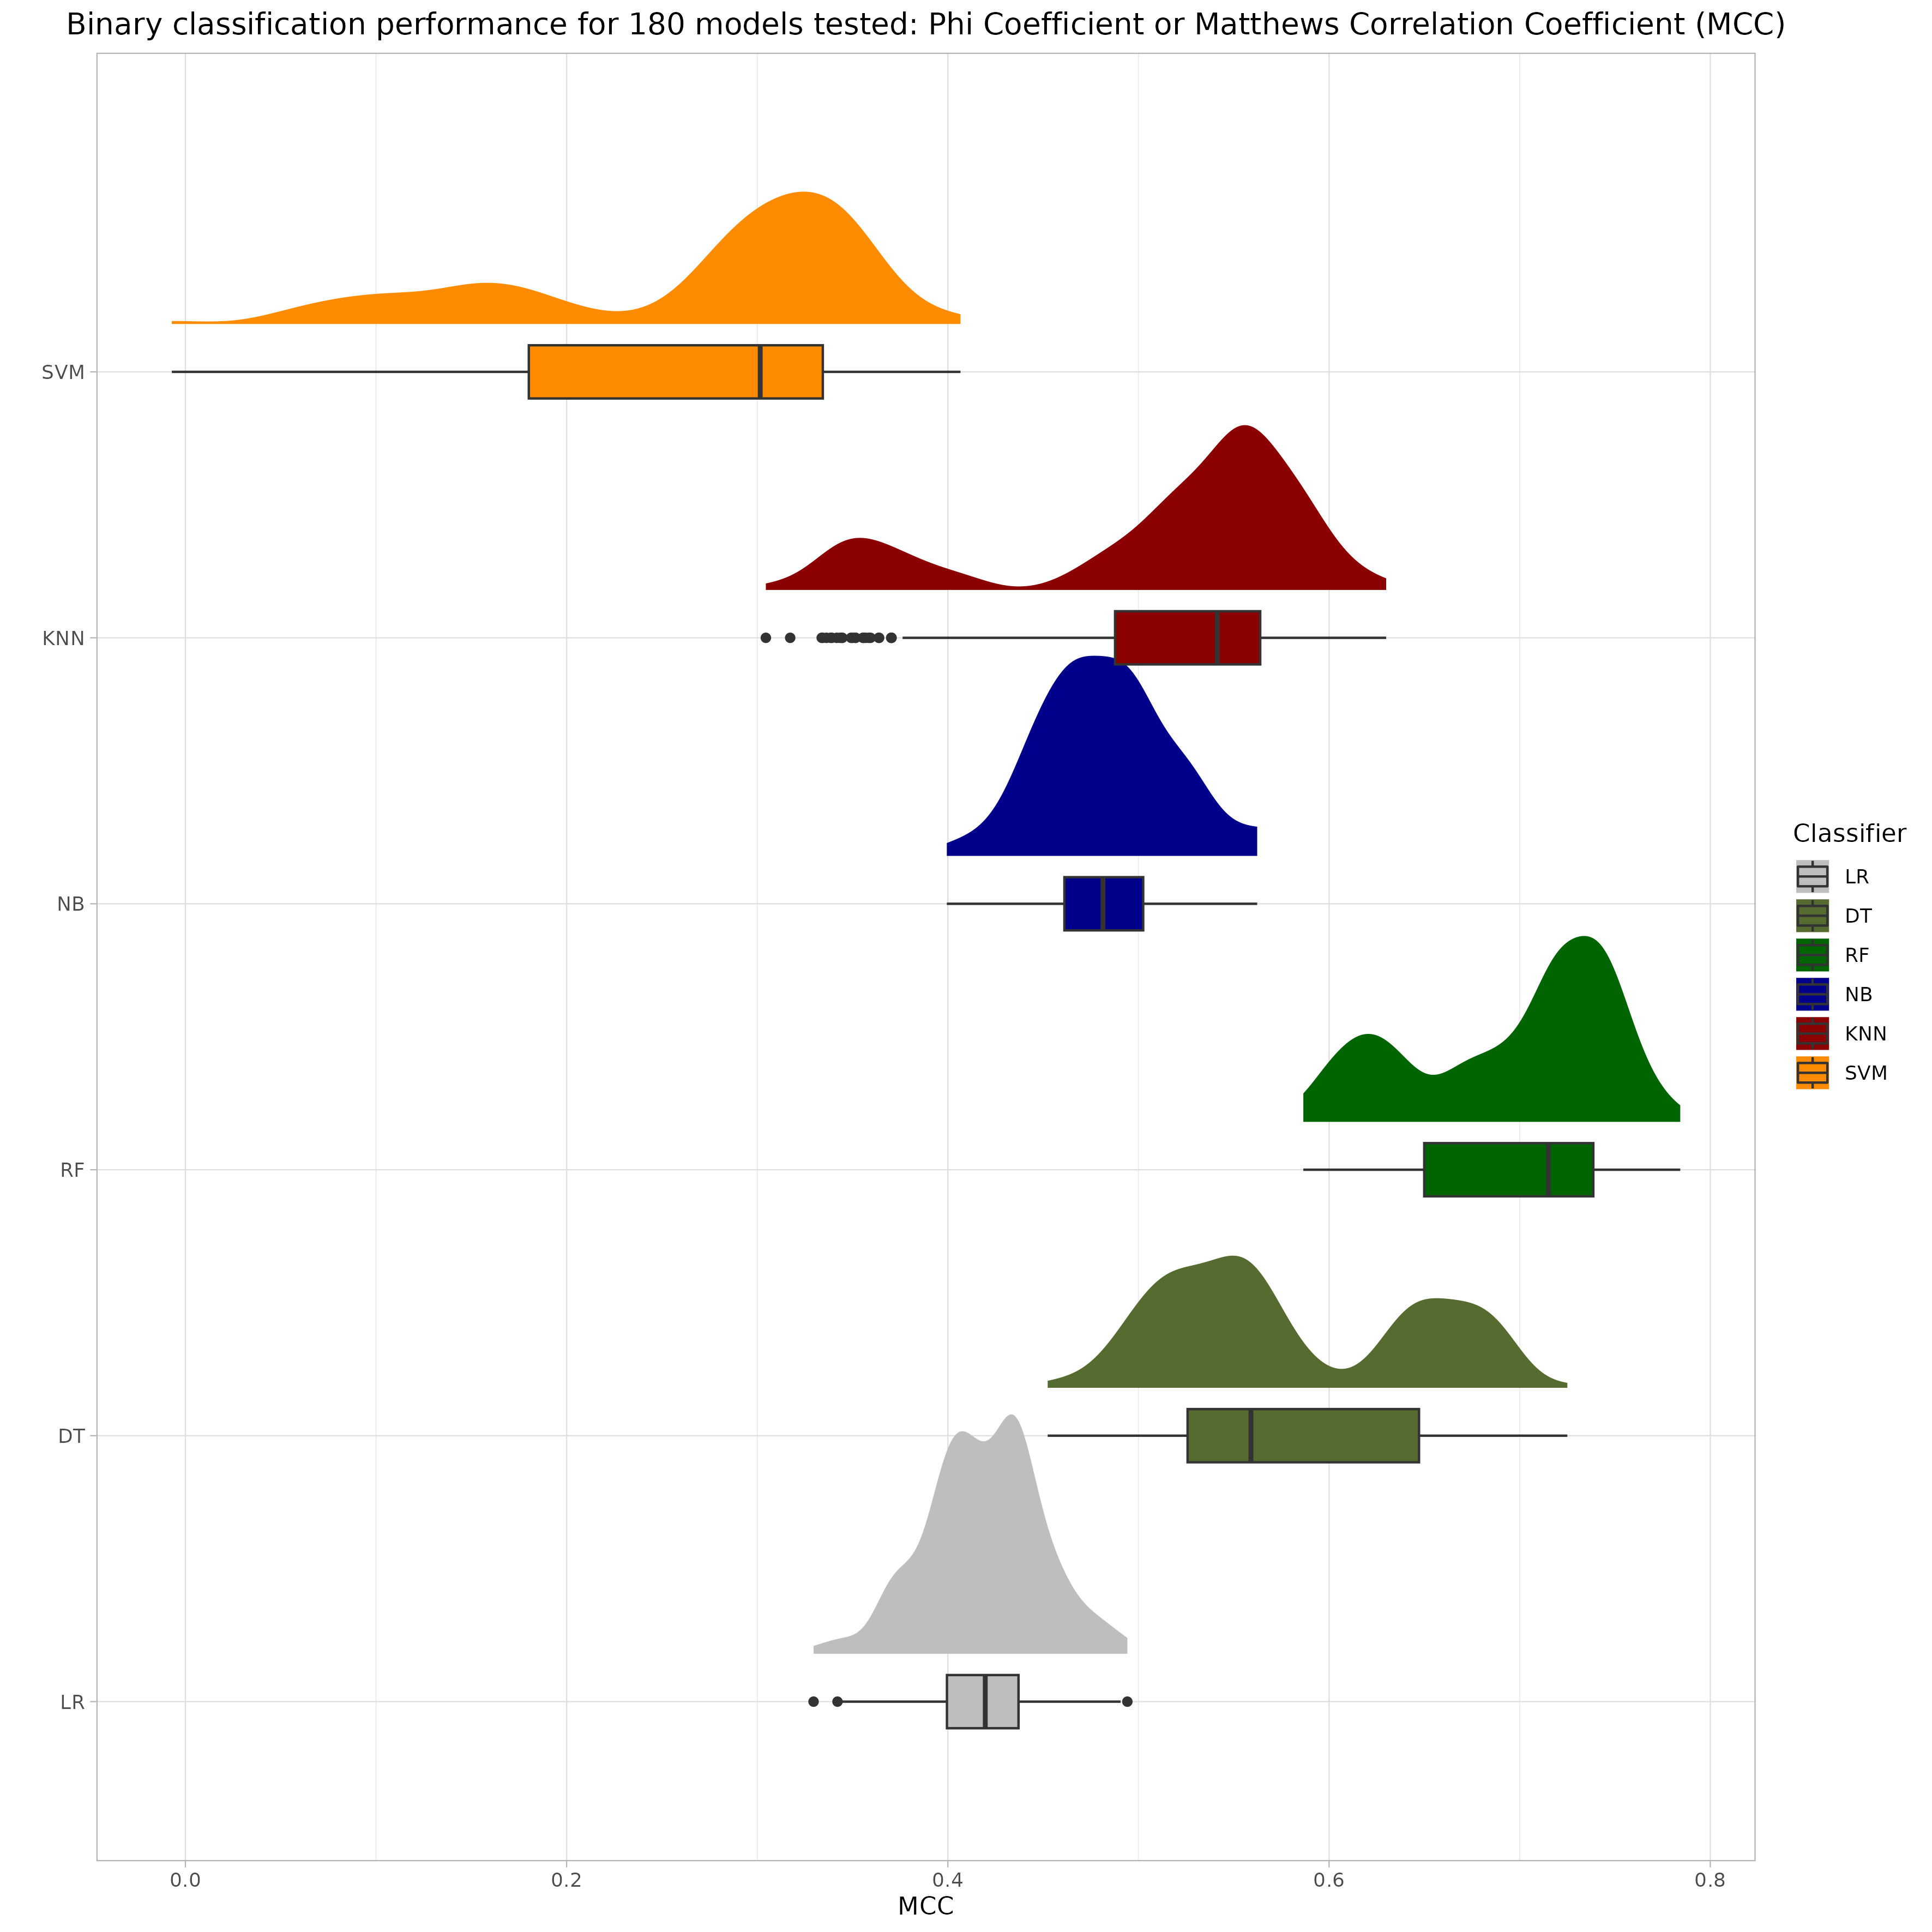 Binary classification performance for 180 models tested: Phi Coefficient or Matthews Correlation Coefficient (MCC)
SVM
KNN
NB
RF
DT
LR
0.0 0.2 0.4 0.6 0.8
MCC
Classifier
LR
DT
RF
NB
KNN
SVM